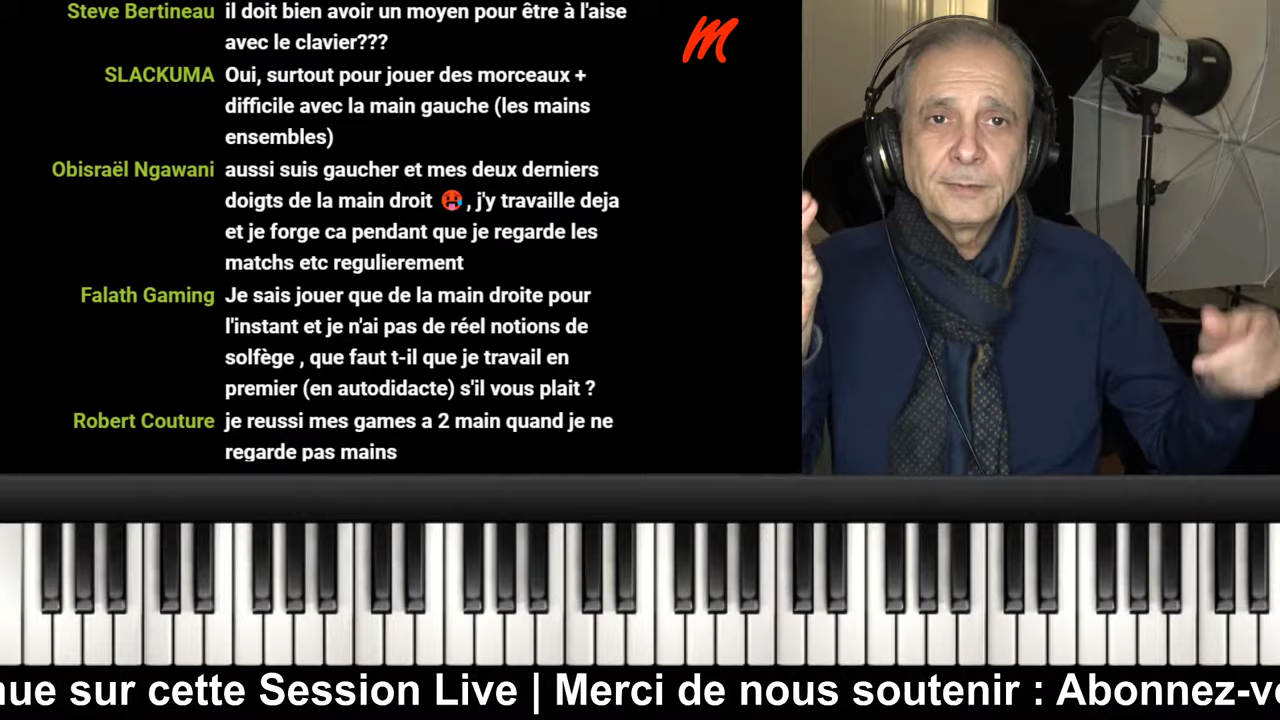 Steve Bertineau il doit bien avoir un moyen pour être à l'aise
avec le clavier???
SLACKUMA Oui, surtout pour jouer des morceaux +
difficile avec la main gauche (les mains
ensembles)
Obisraël Ngawani aussi suis gaucher et mes deux derniers
doigts de la main droit 🥵 , j'y travaille deja
et je forge ca pendant que je regarde les
matchs etc regulierement
Falath Gaming Je sais jouer que de la main droite pour
l'instant et je n'ai pas de réel notions de
solfège , que faut t-il que je travail en
premier (en autodidacte) s'il vous plait ?
Robert Couture je reussi mes games a 2 main quand je ne
regarde pas mains
m
nue sur cette Session Live | Merci de nous soutenir : Abonnez-v